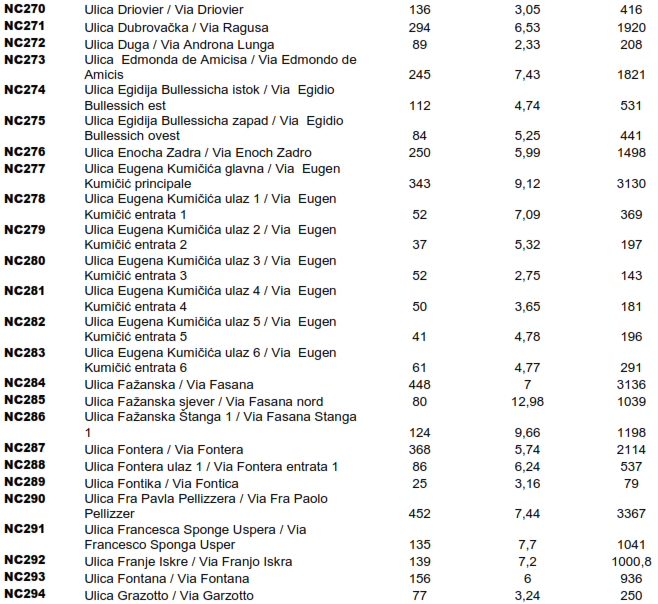 NC270 Ulica Driovier / Via Driovier 136 3,05 416
NC271 Ulica Dubrovačka / Via Ragusa 294 6,53 1920
NC272 Ulica Duga / Via Androna Lunga 89 2,33 208
NC273 Ulica  Edmonda de Amicisa / Via Edmondo de
Amicis 245 7,43 1821
NC274 Ulica Egidija Bullessicha istok / Via  Egidio
Bullessich est 112 4,74 531
NC275 Ulica Egidija Bullessicha zapad / Via  Egidio
Bullessich ovest 84 5,25 441
NC276 Ulica Enocha Zadra / Via Enoch Zadro 250 5,99 1498
NC277 Ulica Eugena Kumičića glavna / Via  Eugen
Kumičić principale 343 9,12 3130
NC278 Ulica Eugena Kumičića ulaz 1 / Via  Eugen
Kumičić entrata 1 52 7,09 369
NC279 Ulica Eugena Kumičića ulaz 2 / Via  Eugen
Kumičić entrata 2 37 5,32 197
NC280 Ulica Eugena Kumičića ulaz 3 / Via  Eugen
Kumičić entrata 3 52 2,75 143
NC281 Ulica Eugena Kumičića ulaz 4 / Via  Eugen
Kumičić entrata 4 50 3,65 181
NC282 Ulica Eugena Kumičića ulaz 5 / Via  Eugen
Kumičić entrata 5 41 4,78 196
NC283 Ulica Eugena Kumičića ulaz 6 / Via  Eugen
Kumičić entrata 6 61 4,77 291
NC284 Ulica Fažanska / Via Fasana 448 7 3136
NC285 Ulica Fažanska sjever / Via Fasana nord 80 12,98 1039
NC286 Ulica Fažanska Štanga 1 / Via Fasana Stanga
1 124 9,66 1198
NC287 Ulica Fontera / Via Fontera 368 5,74 2114
NC288 Ulica Fontera ulaz 1 / Via Fontera entrata 1 86 6,24 537
NC289 Ulica Fontika / Via Fontica 25 3,16 79
NC290 Ulica Fra Pavla Pellizzera / Via Fra Paolo
Pellizzer 452 7,44 3367
NC291 Ulica Francesca Sponge Uspera / Via
Francesco Sponga Usper 135 7,7 1041
NC292 Ulica Franje Iskre / Via Franjo Iskra 139 7,2 1000,8
NC293 Ulica Fontana / Via Fontana 156 6 936
NC294 Ulica Grazotto / Via Garzotto 77 3,24 250